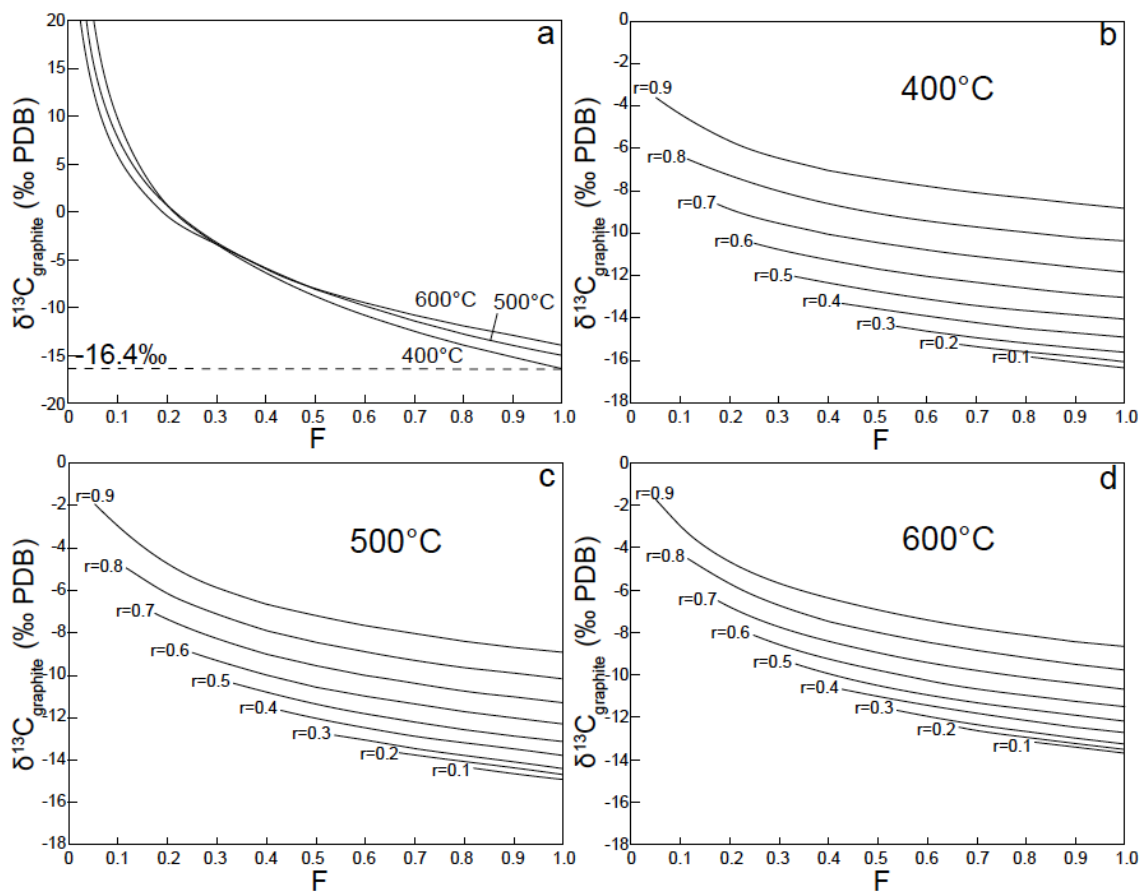 a
20
15
10
5
0
-5
-10
-15
-20
δ¹³C graphite (‰ PDB)
600°C
500°C
400°C
-16.4‰
0 0.1 0.2 0.3 0.4 0.5 0.6 0.7 0.8 0.9 1.0
F
b
400°C
0
-4
-6
-8
-10
-12
-14
-16
-18
-2
δ¹³C graphite (‰ PDB)
r=0.9
r=0.8
r=0.7
r=0.6
r=0.5
r=0.4
r=0.3
r=0.2
r=0.1
0 0.1 0.2 0.3 0.4 0.5 0.6 0.7 0.8 0.9 1.0
F
c
500°C
0
-2
-4
-6
-8
-10
-12
-14
-16
-18
δ¹³C graphite (‰ PDB)
r=0.9
r=0.8
r=0.7
r=0.6
r=0.5
r=0.4
r=0.3
r=0.2
r=0.1
0 0.1 0.2 0.3 0.4 0.5 0.6 0.7 0.8 0.9 1.0
F
d
600°C
0
-2
-4
-6
-8
-10
-12
-14
-16
-18
δ¹³C graphite (‰ PDB)
r=0.9
r=0.8
r=0.7
r=0.6
r=0.5
r=0.4
r=0.3
r=0.2
r=0.1
0 0.1 0.2 0.3 0.4 0.5 0.6 0.7 0.8 0.9 1.0
F